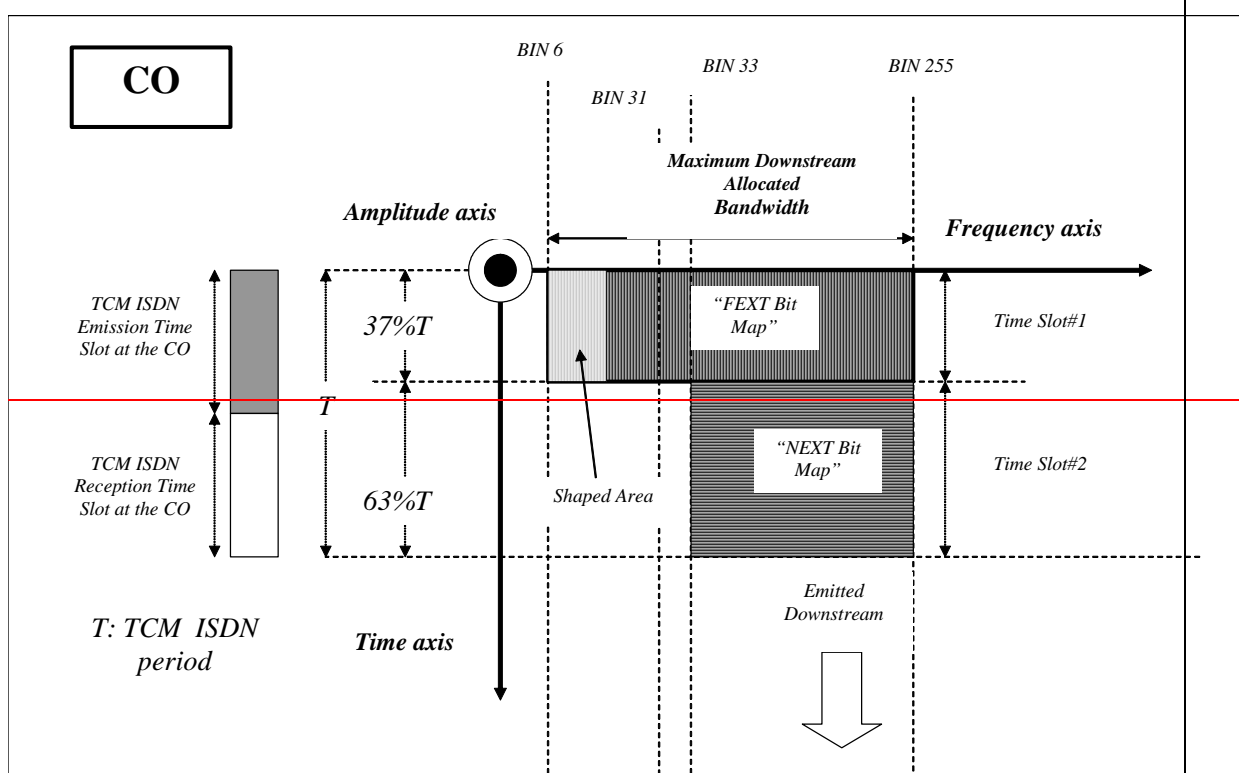 CO
BIN 6
BIN 33
BIN 255
BIN 31
Maximum Downstream
Allocated
Bandwidth
Amplitude axis
Frequency axis
TCM ISDN
Emission Time
Slot at the CO
37%T
“FEXT Bit
Map”
Time Slot#1
T
TCM ISDN
Reception Time
Slot at the CO
63%T
Shaped Area
“NEXT Bit
Map”
Time Slot#2
T: TCM ISDN
period
Time axis
Emitted
Downstream